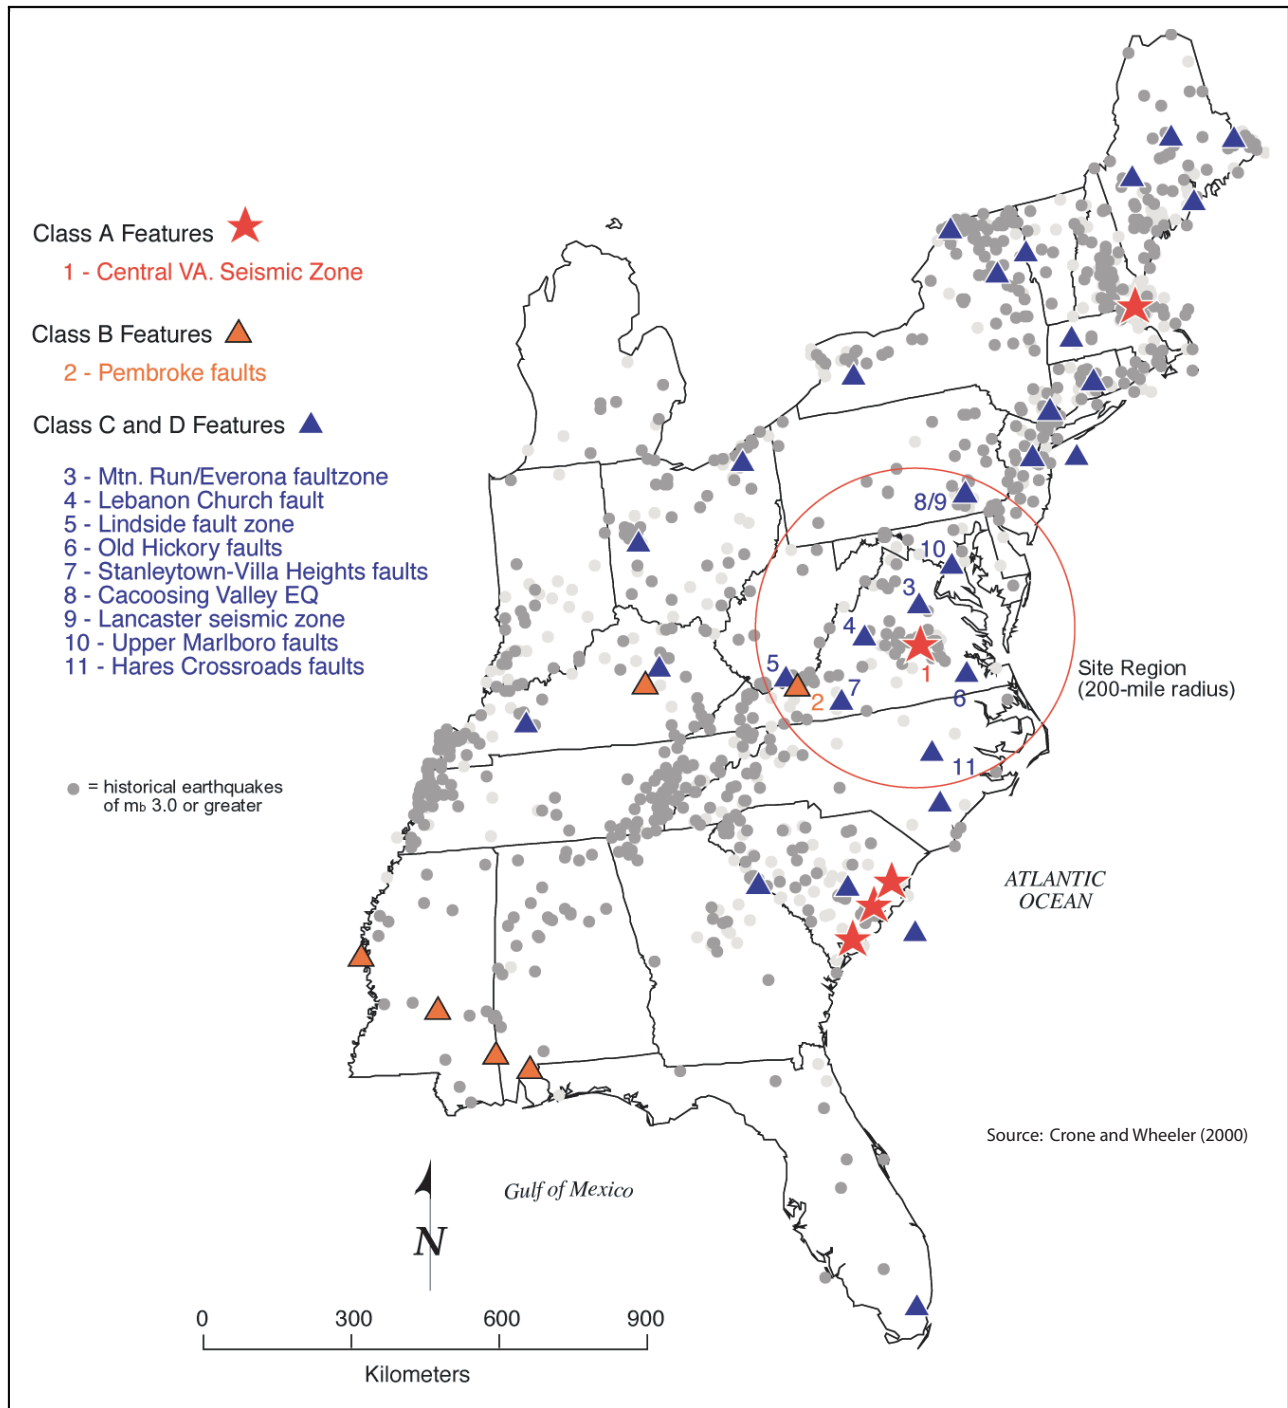 Class A Features
1 - Central VA. Seismic Zone
Class B Features
2 - Pembroke faults
Class C and D Features
3 - Mtn. Run/Everona faultzone
4 - Lebanon Church fault
5 - Lindside fault zone
6 - Old Hickory faults
7 - Stanleytown-Villa Heights faults
8 - Cacoosing Valley EQ
9 - Lancaster seismic zone
10 - Upper Marlboro faults
11 - Hares Crossroads faults
= historical earthquakes
of mb 3.0 or greater
8/9
10
3
4
5
1
2
7
6
11
Site Region
(200-mile radius)
ATLANTIC
OCEAN
Source: Crone and Wheeler (2000)
Gulf of Mexico
N
0 300 600 900
Kilometers